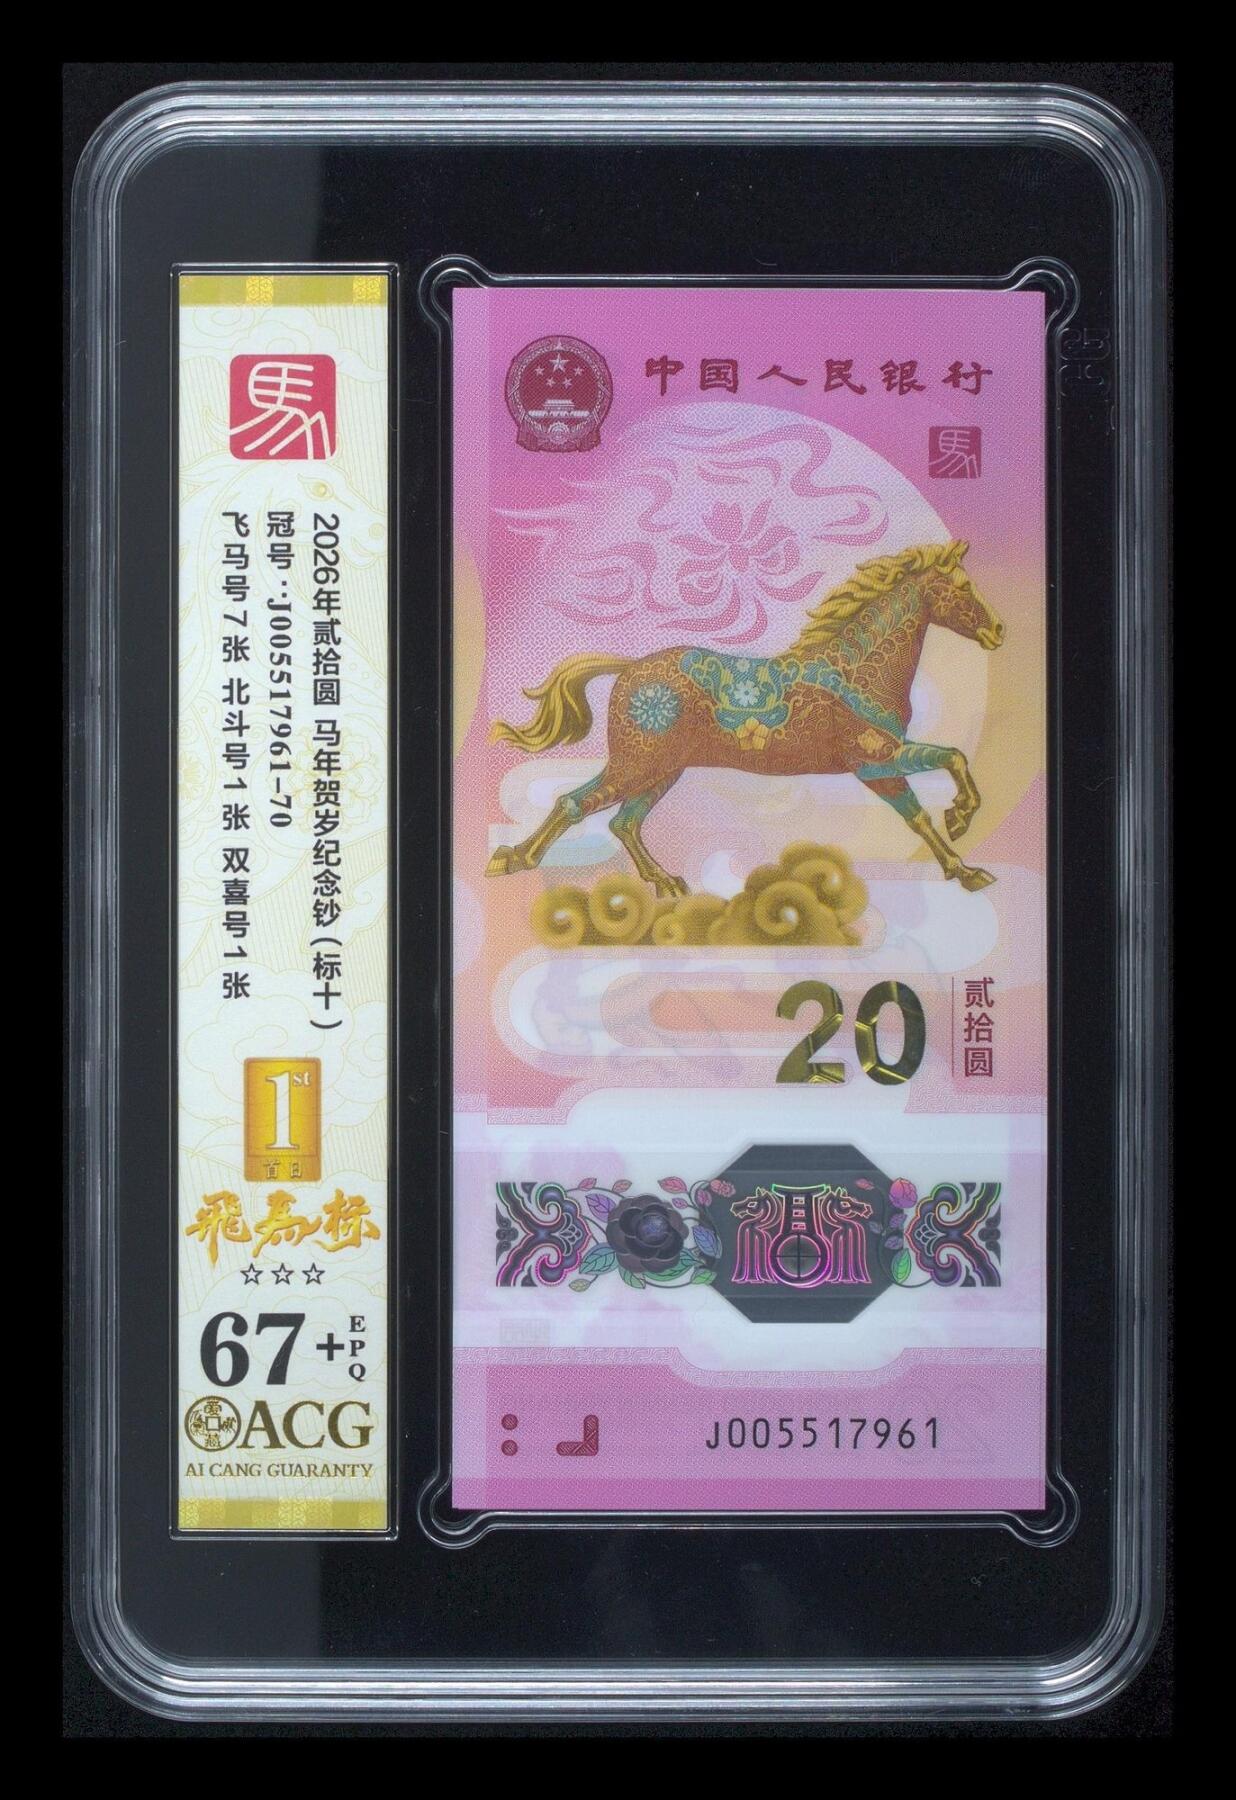 馬
2026年贰拾圆 马年贺岁纪念钞(标十)
冠号:J005517961-70
飞马号7张 北斗号1张 双喜号1张
1st
首日
飛馬标
☆☆☆
67+EPQ
ACG
AI CANG GUARANTY
中国人民银行
馬
20
贰拾圆
J005517961